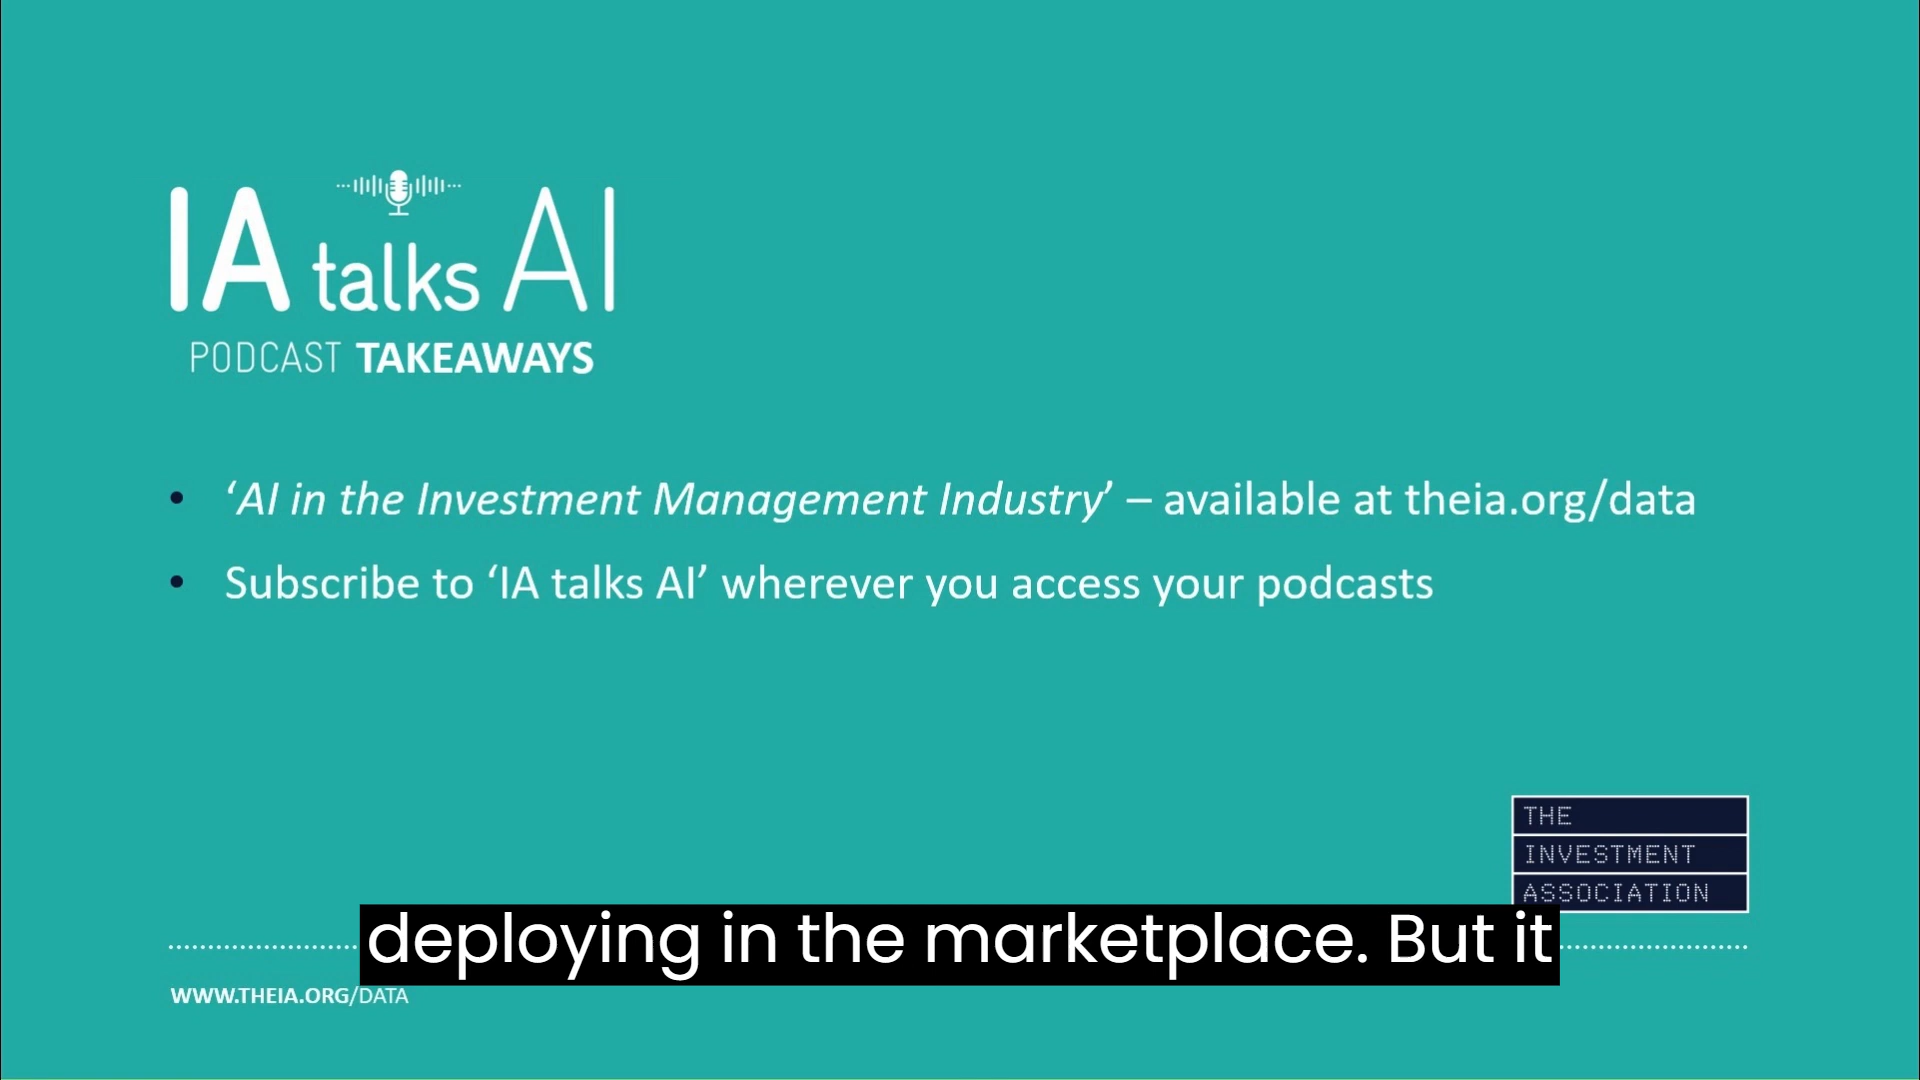 IA talks AI
PODCAST TAKEAWAYS
• ‘AI in the Investment Management Industry’ – available at theia.org/data
• Subscribe to ‘IA talks AI’ wherever you access your podcasts
THE
INVESTMENT
ASSOCIATION
deploying in the marketplace. But it
WWW.THEIA.ORG/DATA